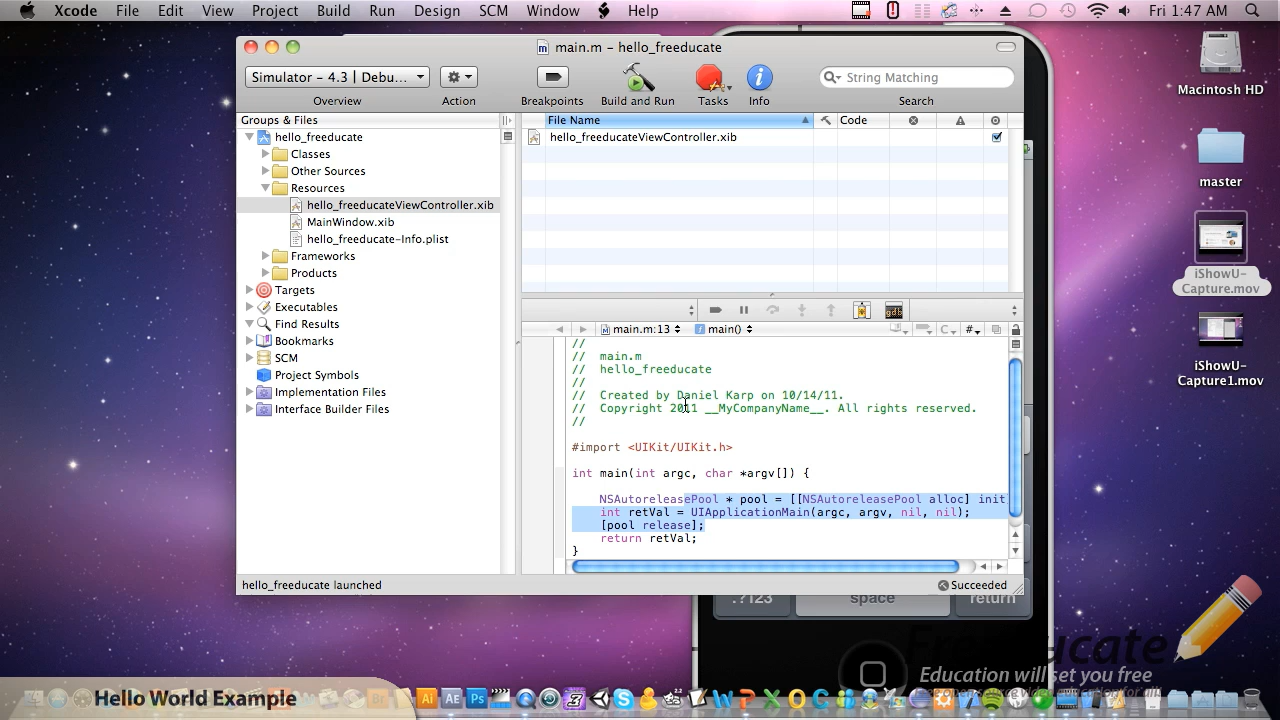 Xcode File Edit View Project Build Run Design SCM Window Help Fri 1:47 AM
main.m – hello_freeducate
Simulator – 4.3 | Debu... String Matching
Overview Action Breakpoints Build and Run Tasks Info Search
Groups & Files File Name Code
hello_freeducate hello_freeducateViewController.xib
Classes
Other Sources
Resources
hello_freeducateViewController.xib
MainWindow.xib
hello_freeducate-Info.plist
Frameworks
Products
Targets
Executables
Find Results
Bookmarks
SCM
Project Symbols
Implementation Files
Interface Builder Files
gdb
main.m:13 main() C #
//
// main.m
// hello_freeducate
//
// Created by Daniel Karp on 10/14/11.
// Copyright 2011 __MyCompanyName__. All rights reserved.
//
#import <UIKit/UIKit.h>
int main(int argc, char *argv[]) {
NSAutoreleasePool * pool = [[NSAutoreleasePool alloc] init
int retVal = UIApplicationMain(argc, argv, nil, nil);
[pool release];
return retVal;
}
hello_freeducate launched Succeeded
Macintosh HD
master
iShowU-
Capture.mov
iShowU-
Capture1.mov
.?123 space return
Freeducate
Education will set you free
Hello World Example
Ai AE Ps